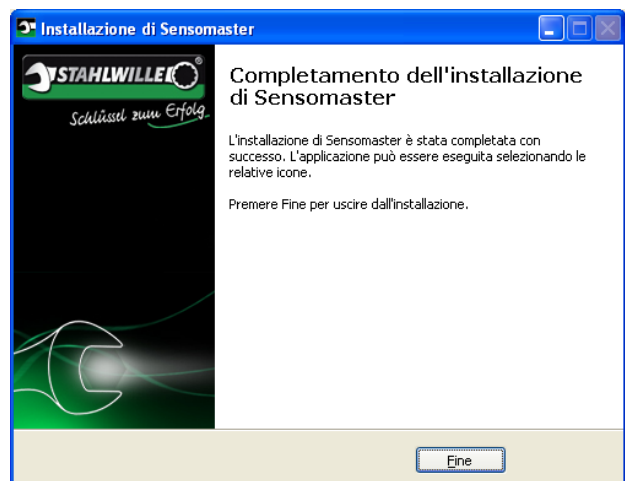 Installazione di Sensomaster
STAHLWILLE®
Schlüssel zum Erfolg
Completamento dell'installazione
di Sensomaster
L'installazione di Sensomaster è stata completata con
successo. L'applicazione può essere eseguita selezionando le
relative icone.
Premere Fine per uscire dall'installazione.
Fine